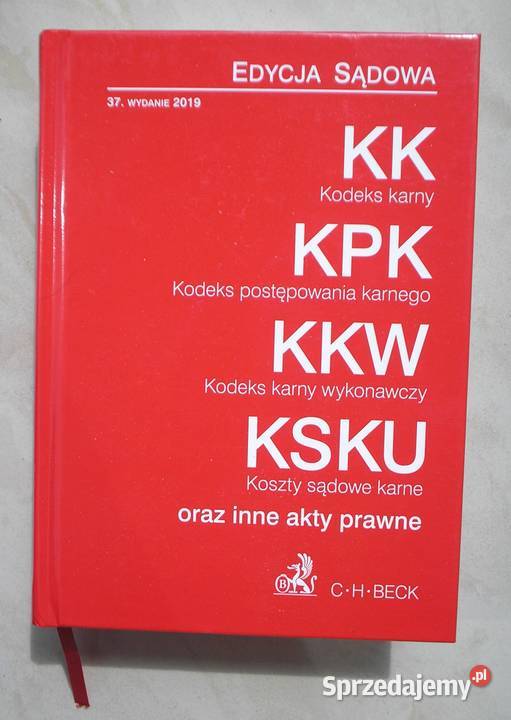 EDYCJA SĄDOWA
37. WYDANIE 2019
KK
Kodeks karny
KPK
Kodeks postępowania karnego
KKW
Kodeks karny wykonawczy
KSKU
Koszty sądowe karne
oraz inne akty prawne
B
C·H·BECK
Sprzedajemy.pl